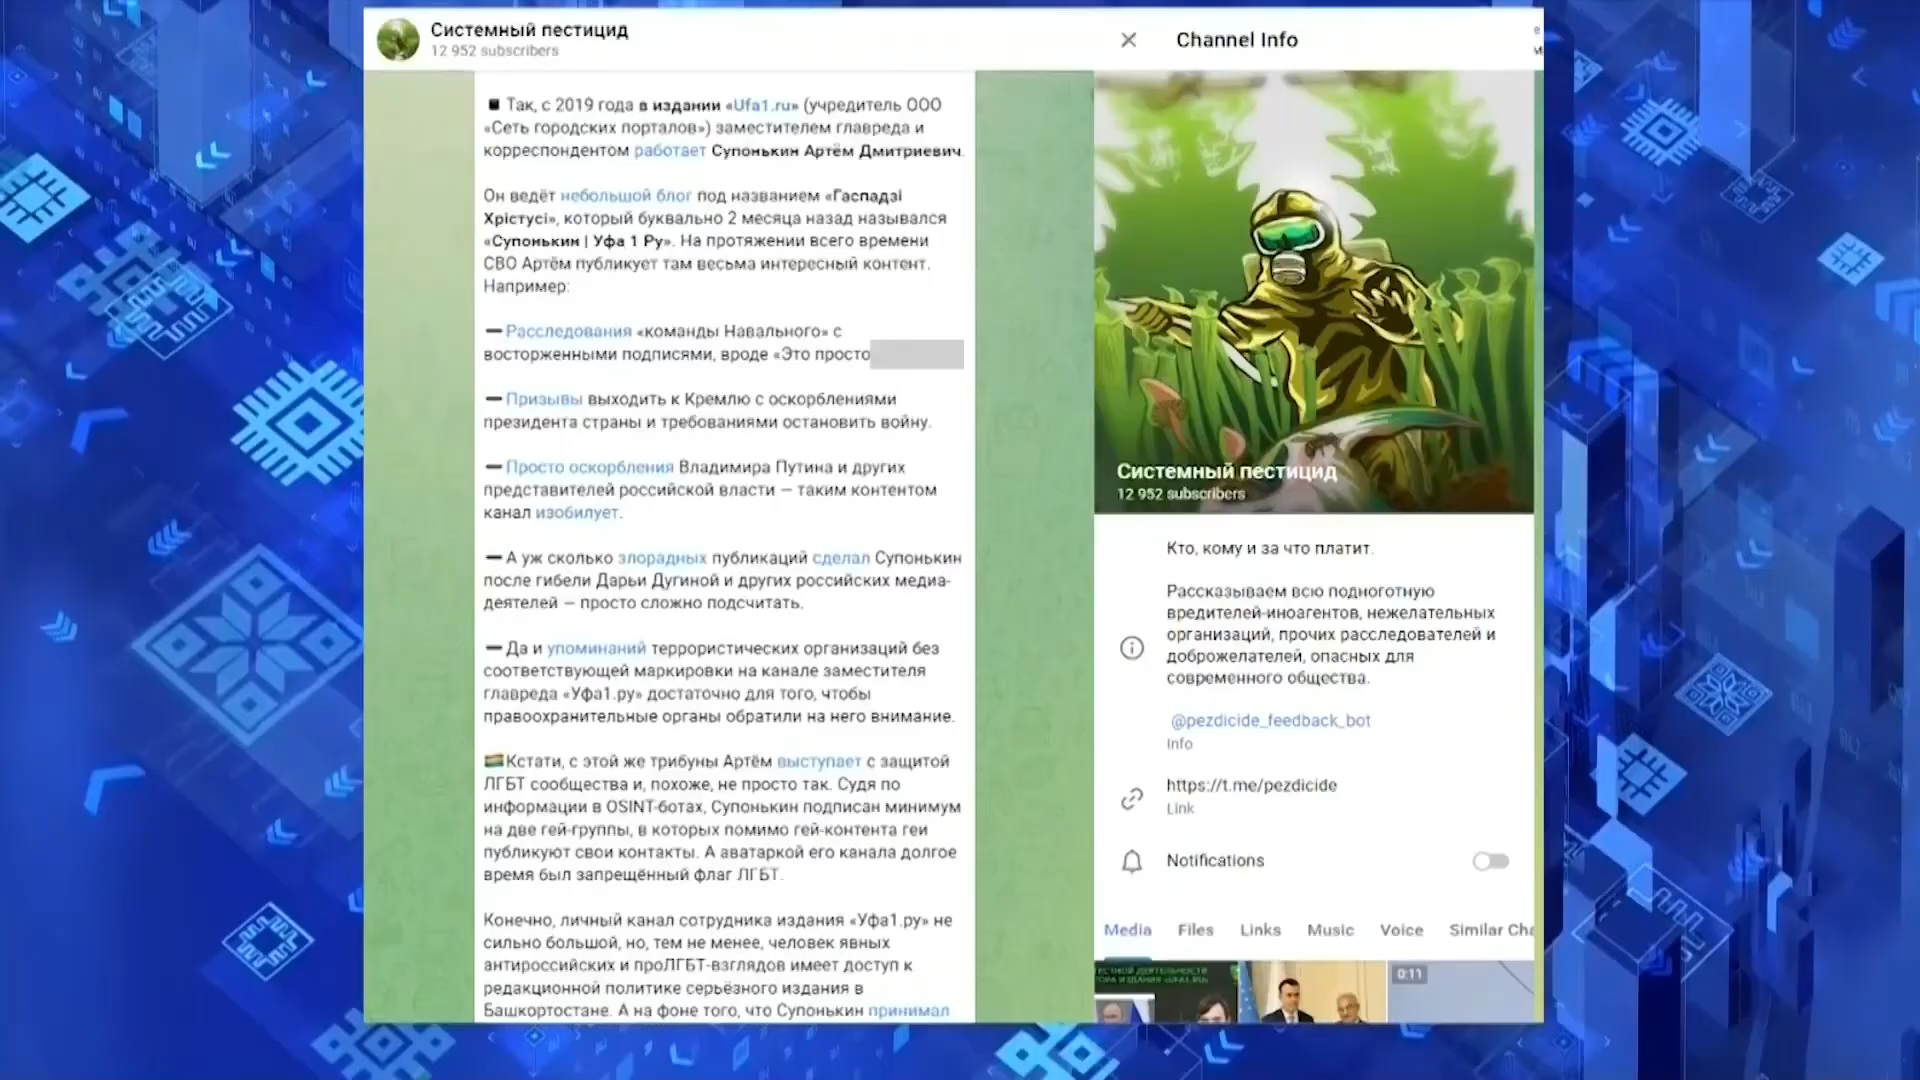 Системный пестицид
12 952 subscribers
■ Так, с 2019 года в издании «Ufa1.ru» (учредитель ООО
«Сеть городских порталов») заместителем главреда и
корреспондентом работает Супонькин Артём Дмитриевич.
Он ведёт небольшой блог под названием «Гаспадзі
Хрістусі», который буквально 2 месяца назад назывался
«Супонькин | Уфа 1 Ру». На протяжении всего времени
СВО Артём публикует там весьма интересный контент.
Например:
—Расследования «команды Навального» с
восторженными подписями, вроде «Это просто
—Призывы выходить к Кремлю с оскорблениями
президента страны и требованиями остановить войну.
—Просто оскорбления Владимира Путина и других
представителей российской власти — таким контентом
канал изобилует.
—А уж сколько злорадных публикаций сделал Супонькин
после гибели Дарьи Дугиной и других российских медиа-
деятелей — просто сложно подсчитать.
—Да и упоминаний террористических организаций без
соответствующей маркировки на канале заместителя
главреда «Уфа1.ру» достаточно для того, чтобы
правоохранительные органы обратили на него внимание.
Кстати, с этой же трибуны Артём выступает с защитой
ЛГБТ сообщества и, похоже, не просто так. Судя по
информации в OSINT-ботах, Супонькин подписан минимум
на две гей-группы, в которых помимо гей-контента геи
публикуют свои контакты. А аватаркой его канала долгое
время был запрещённый флаг ЛГБТ.
Конечно, личный канал сотрудника издания «Уфа1.ру» не
сильно большой, но, тем не менее, человек явных
антироссийских и проЛГБТ-взглядов имеет доступ к
редакционной политике серьёзного издания в
Башкортостане. А на фоне того, что Супонькин принимал
Channel Info
Системный пестицид
12 952 subscribers
Кто, кому и за что платит.
Рассказываем всю подноготную
вредителей-иноагентов, нежелательных
организаций, прочих расследователей и
доброжелателей, опасных для
современного общества.
@pezdicide_feedback_bot
Info
https://t.me/pezdicide
Link
Notifications
Media Files Links Music Voice Similar Cha
0:11